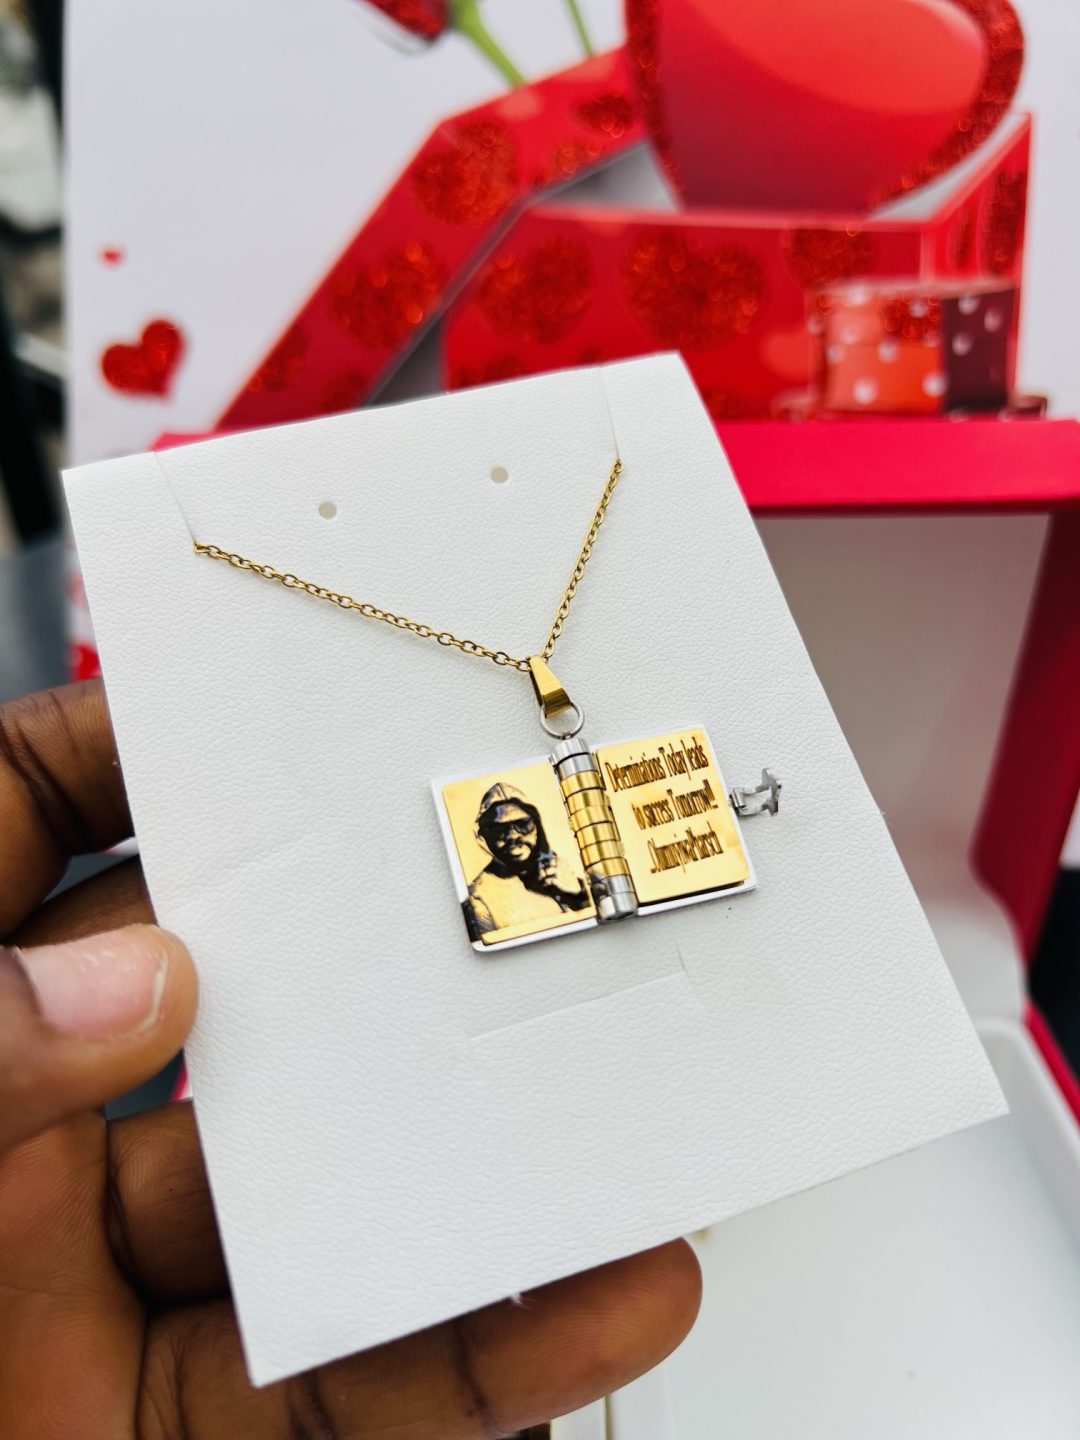 Determinations Today leads
to success Tomorrow!!